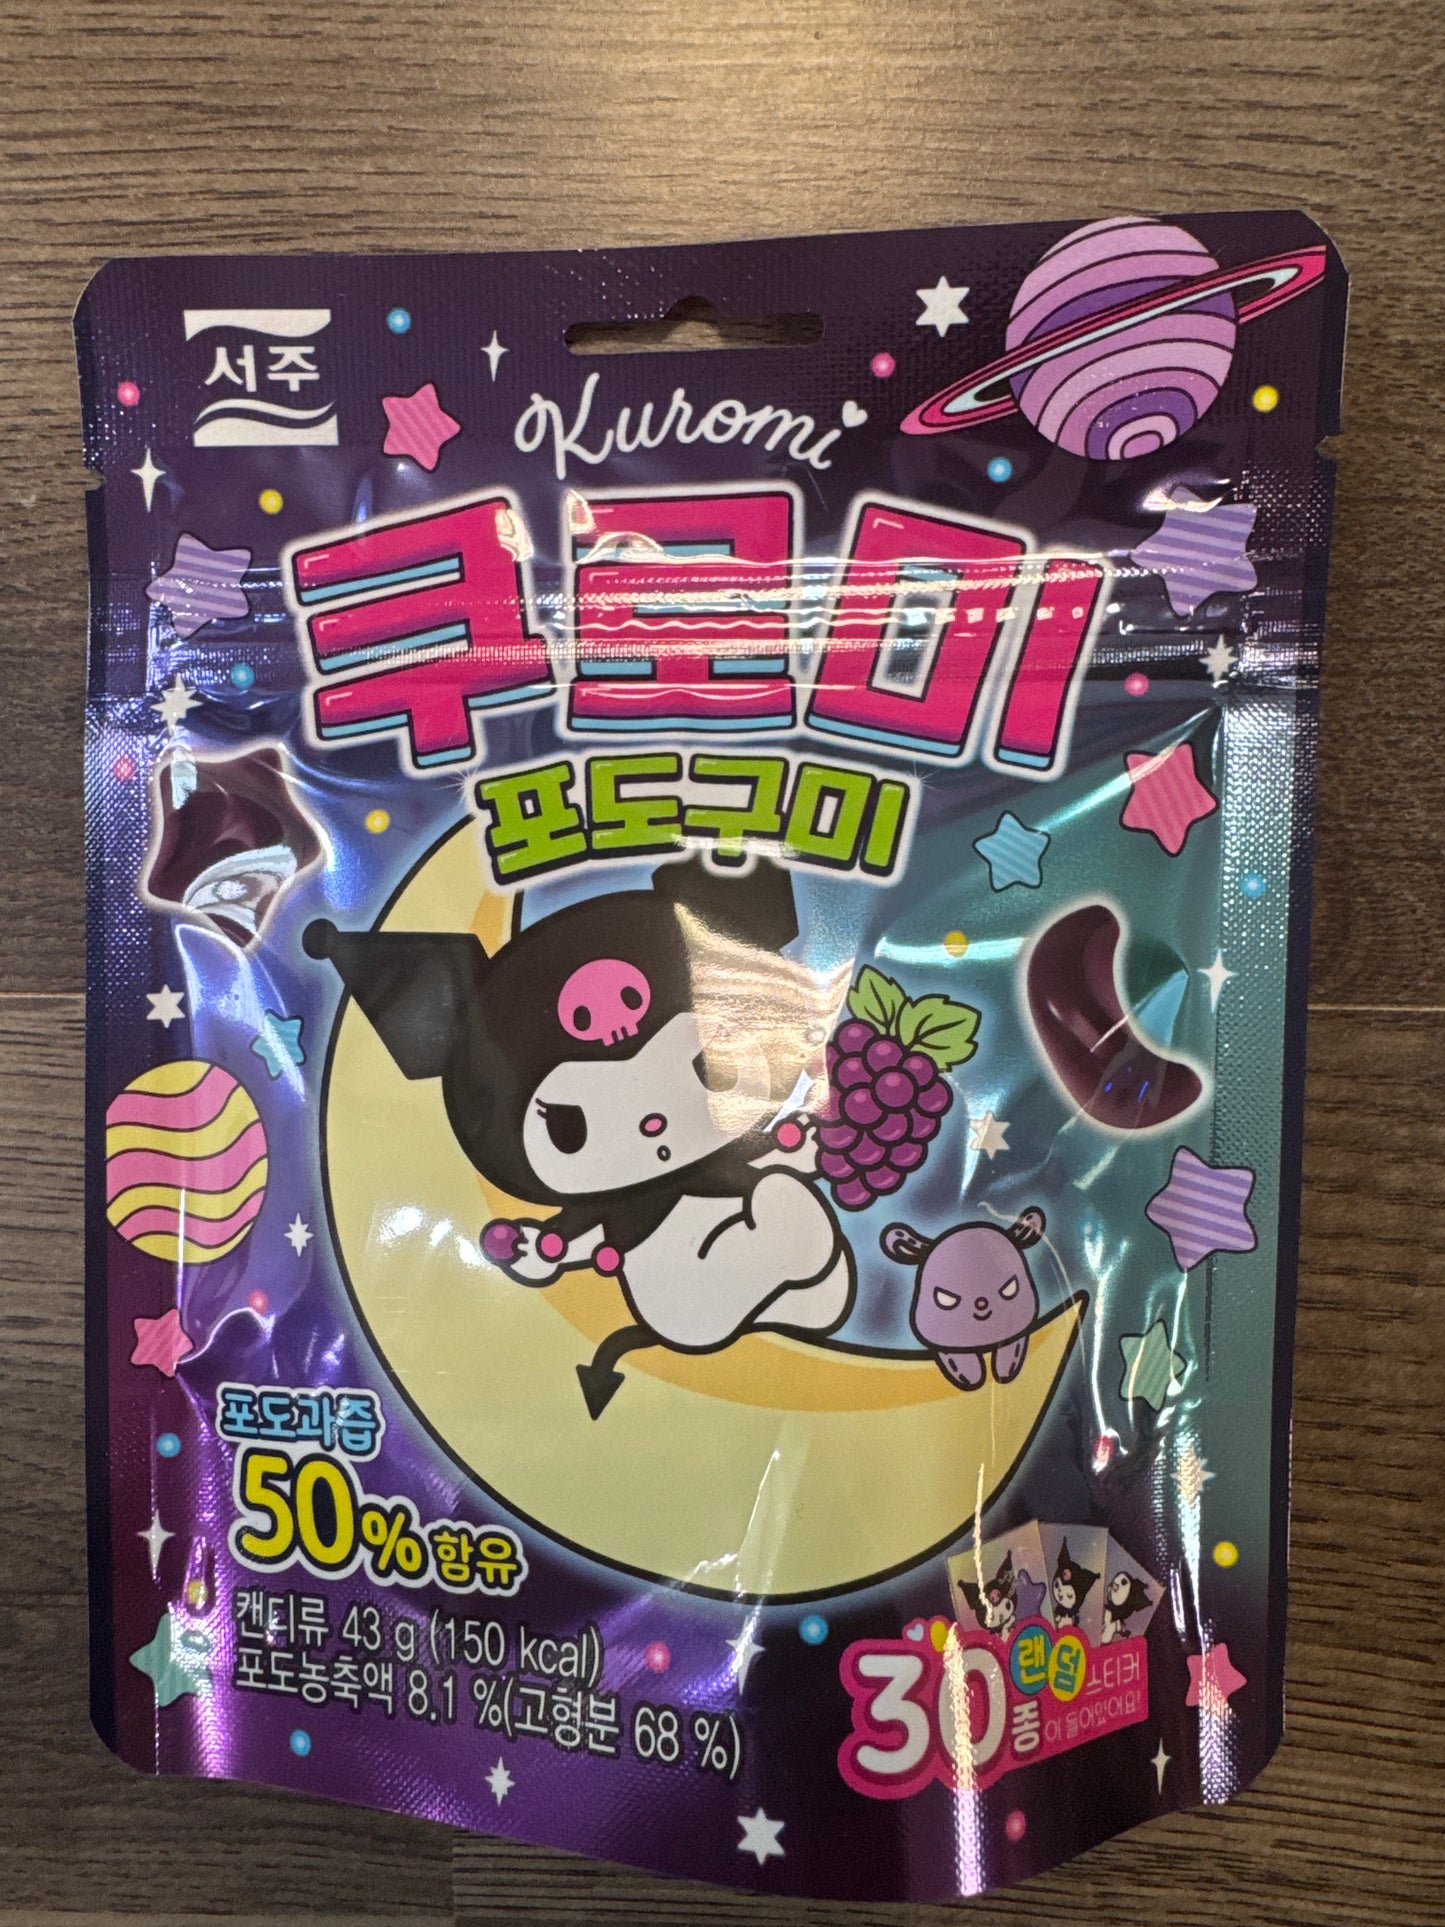 서주
Kuromi
쿠로미
포도구미
포도과즙
50% 함유
캔디류 43 g (150 kcal)
포도농축액 8.1 %(고형분 68 %)
30종 랜덤 스티커
이 들어있어요!